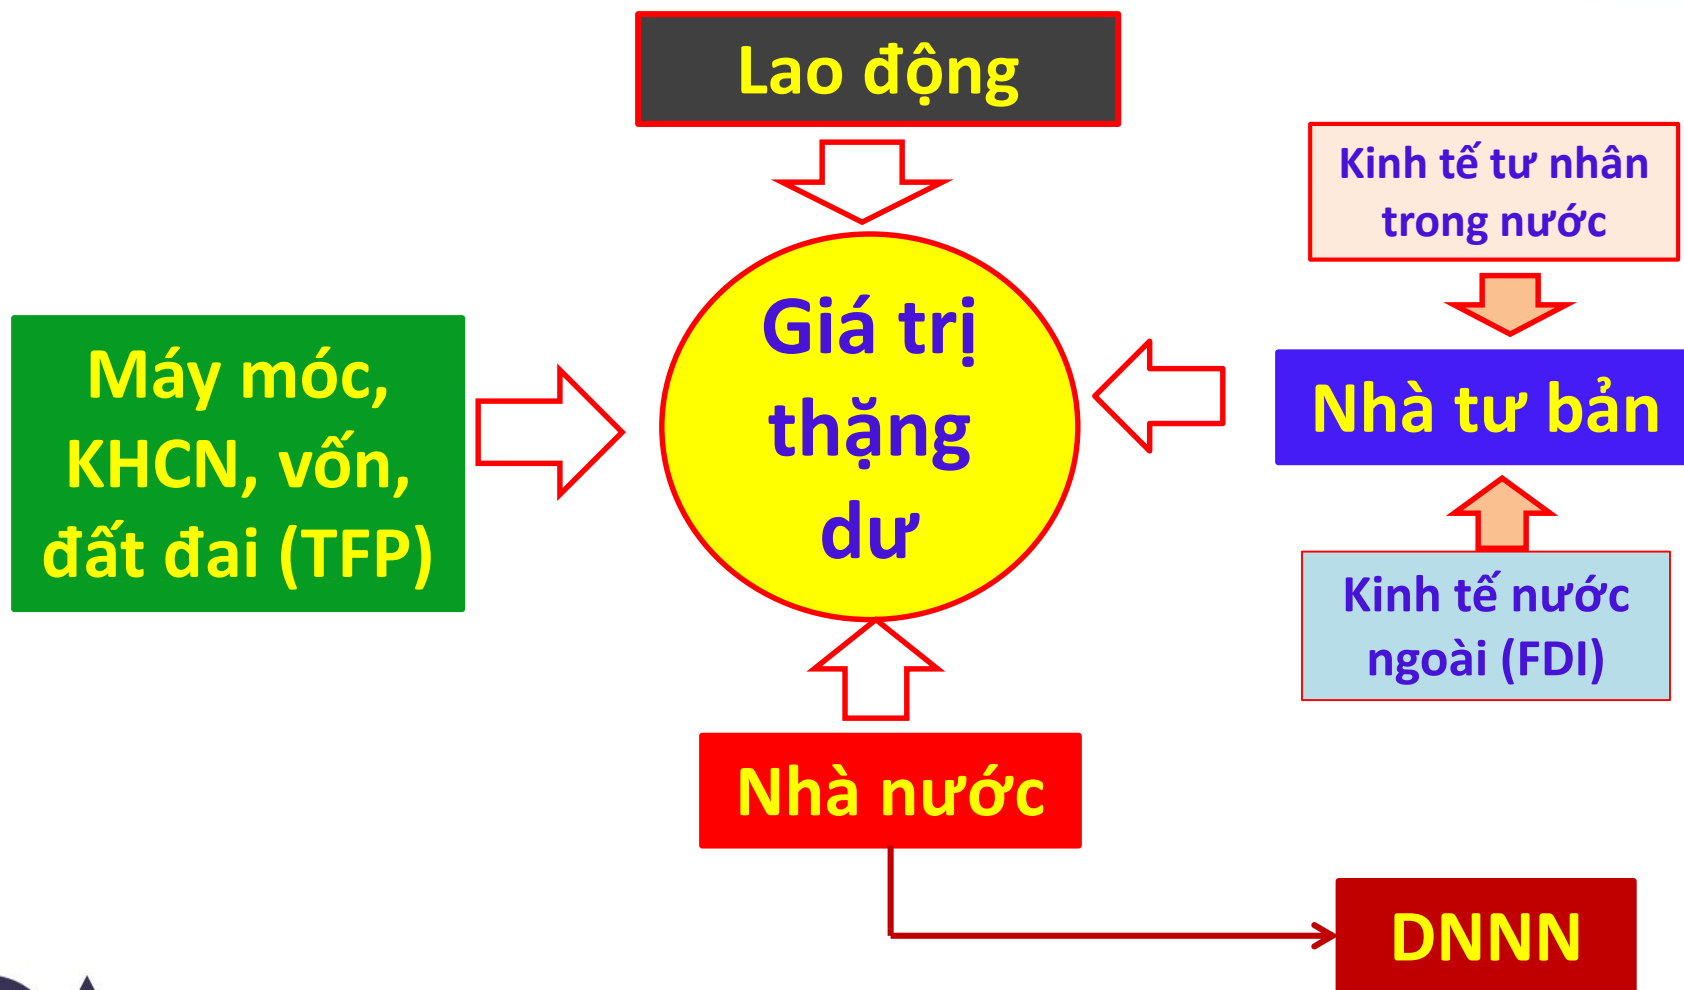 Lao động
Kinh tế tư nhân
trong nước
Máy móc,
KHCN, vốn,
đất đai (TFP)
Giá trị
thặng
dư
Nhà tư bản
Kinh tế nước
ngoài (FDI)
Nhà nước
DNNN